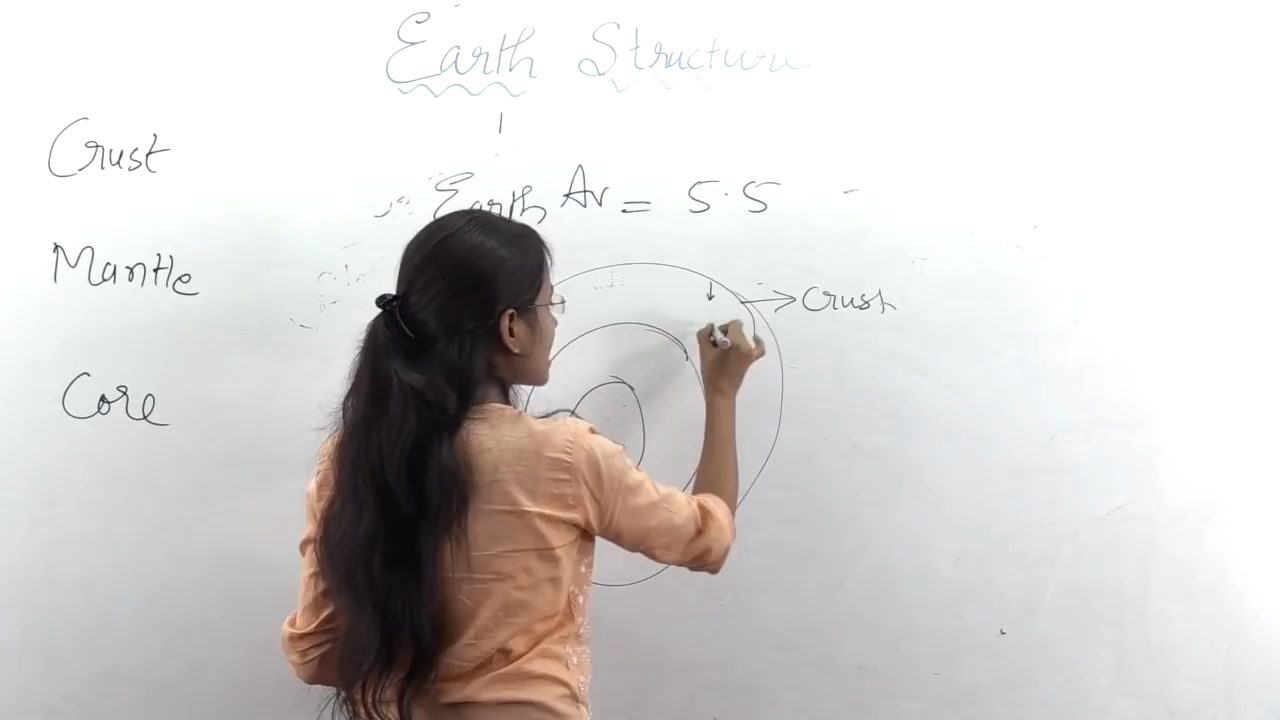 Earth Structure
Crust
Earth Av = 5.5
Mantle
Crust
Core